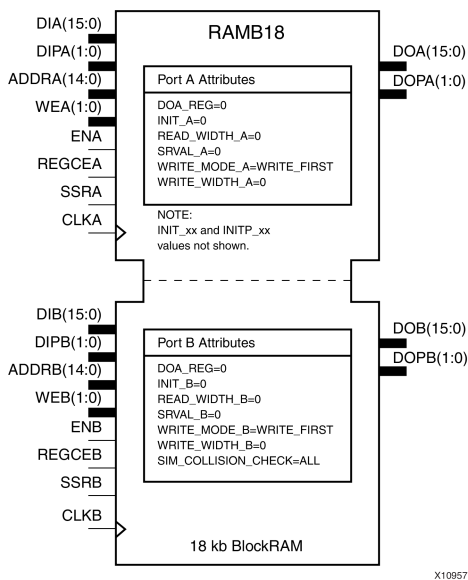 RAMB18
DIA(15:0)
DIPA(1:0)
ADDRA(14:0)
WEA(1:0)
ENA
REGCEA
SSRA
CLKA
Port A Attributes
DOA_REG=0
INIT_A=0
READ_WIDTH_A=0
SRVAL_A=0
WRITE_MODE_A=WRITE_FIRST
WRITE_WIDTH_A=0
NOTE:
INIT_xx and INITP_xx
values not shown.
DOA(15:0)
DOPA(1:0)
DIB(15:0)
DIPB(1:0)
ADDRB(14:0)
WEB(1:0)
ENB
REGCEB
SSRB
CLKB
Port B Attributes
DOA_REG=0
INIT_B=0
READ_WIDTH_B=0
SRVAL_B=0
WRITE_MODE_B=WRITE_FIRST
WRITE_WIDTH_B=0
SIM_COLLISION_CHECK=ALL
DOB(15:0)
DOPB(1:0)
18 kb BlockRAM
X10957